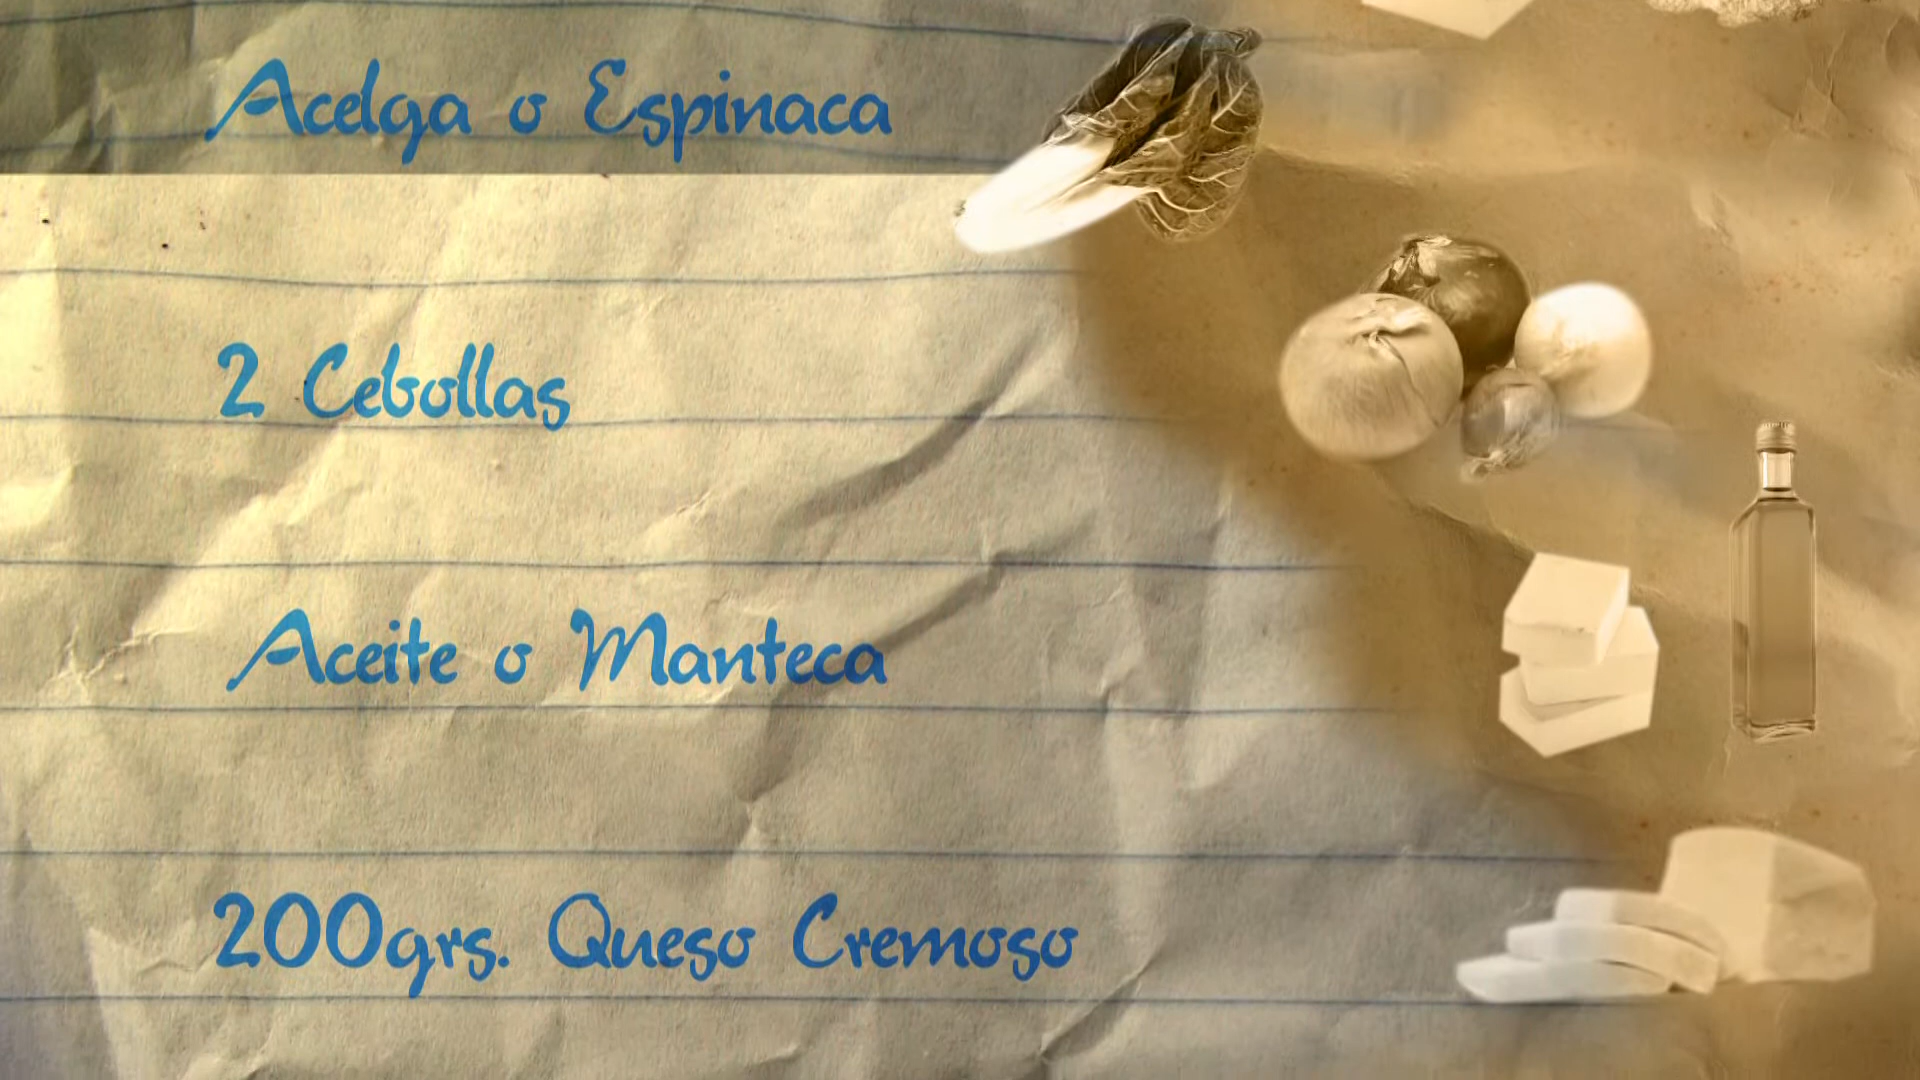 Acelga o Espinaca
2 Cebollas
Aceite o Manteca
200grs. Queso Cremoso